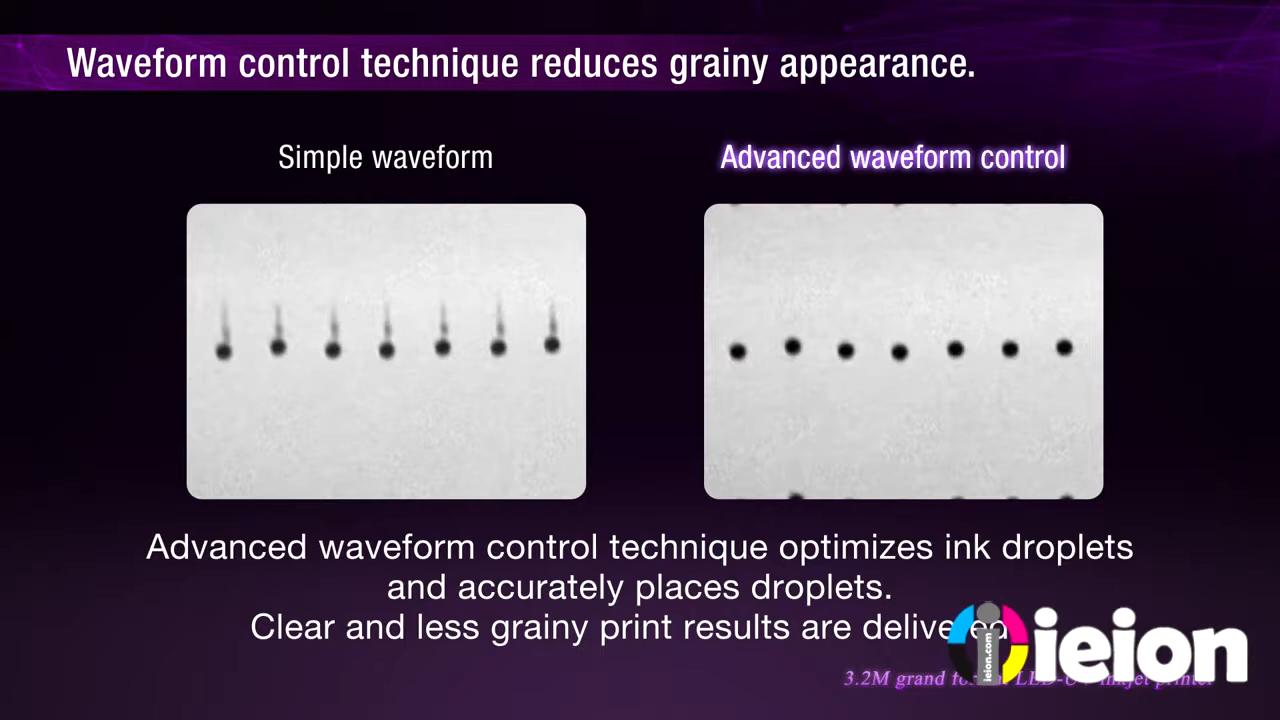 Waveform control technique reduces grainy appearance.
Simple waveform
Advanced waveform control
Advanced waveform control technique optimizes ink droplets
and accurately places droplets.
Clear and less grainy print results are
ieion
ieion.com
3.2M grand inkjet printer